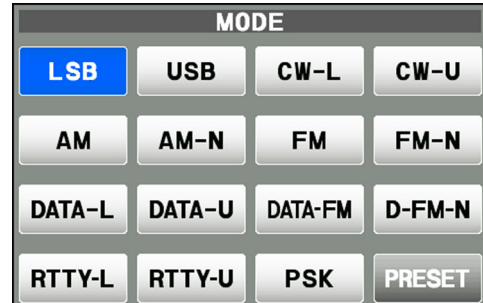 MODE
LSB USB CW-L CW-U
AM AM-N FM FM-N
DATA-L DATA-U DATA-FM D-FM-N
RTTY-L RTTY-U PSK PRESET